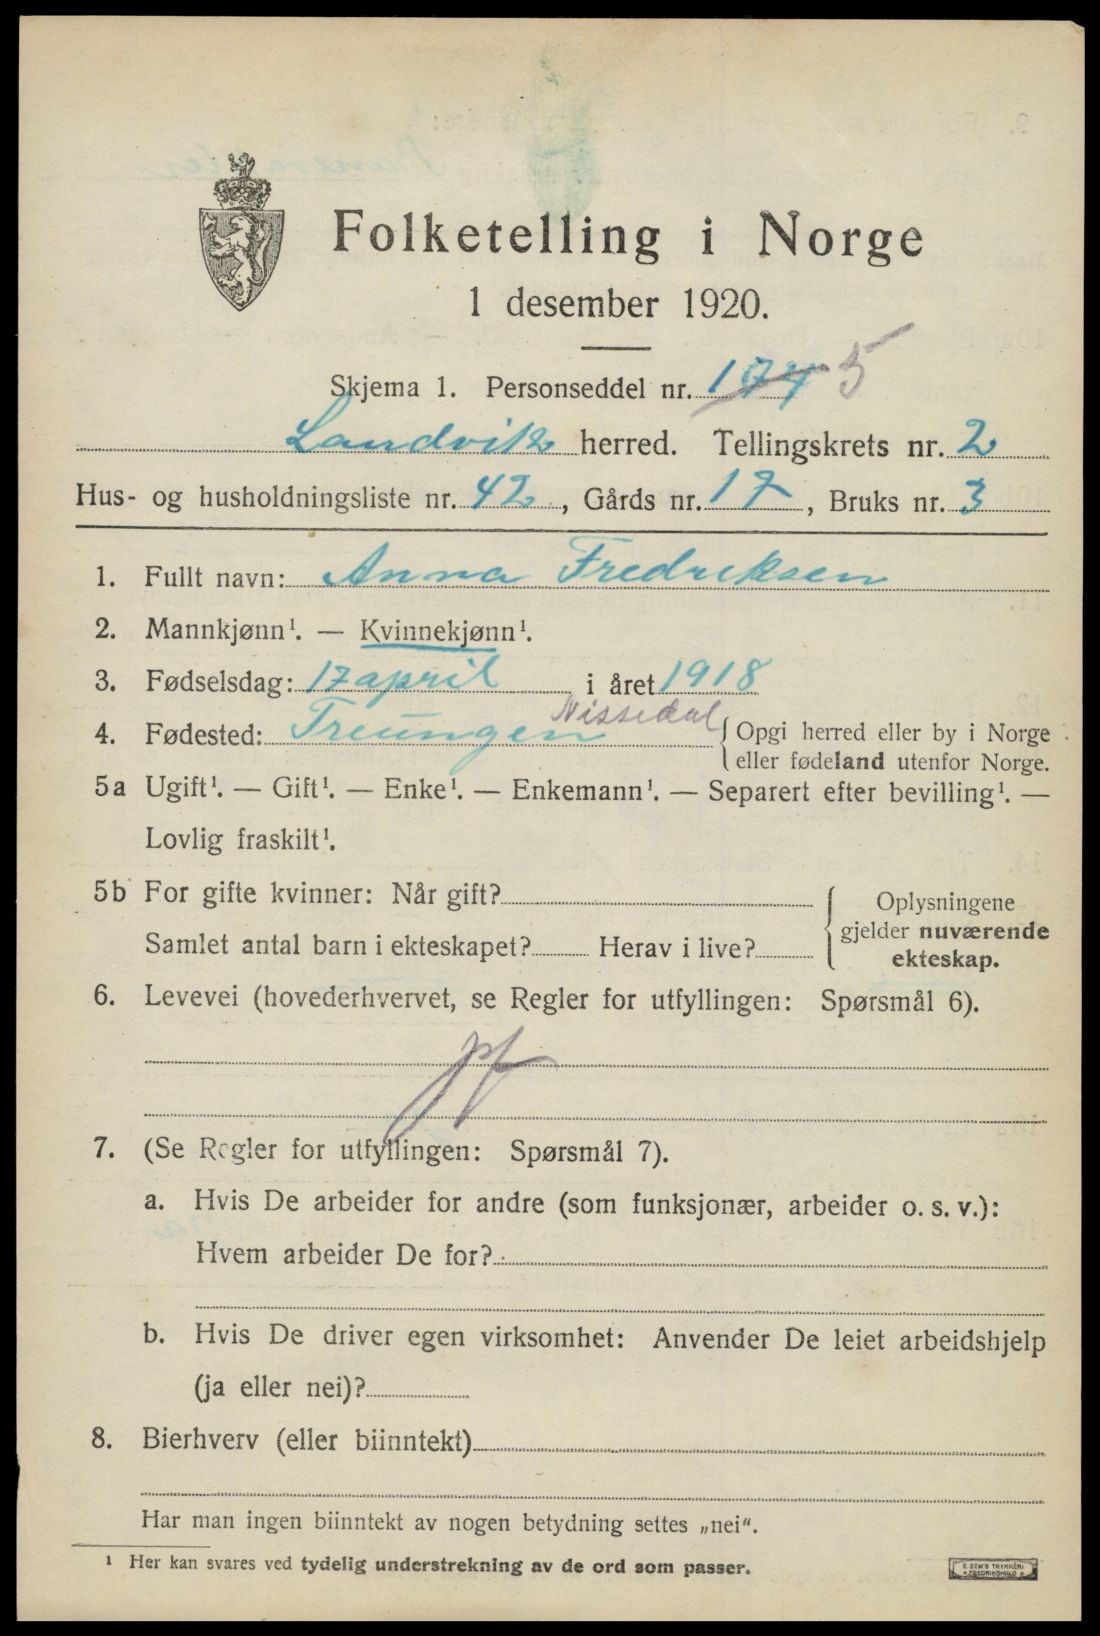 Folketelling i Norge
1 desember 1920.
Skjema 1. Personseddel nr. 174 5
Landvik herred. Tellingskrets nr. 2
Hus- og husholdningsliste nr. 42, Gårds nr. 17, Bruks nr. 3
1. Fullt navn: Anna Fredriksen
2. Mannkjønn¹. — Kvinnekjønn¹.
3. Fødselsdag: 17 april i året 1918
4. Fødested: Treungen Nissedal { Opgi herred eller by i Norge
eller fødeland utenfor Norge.
5a Ugift¹. — Gift¹. — Enke¹. — Enkemann¹. — Separert efter bevilling¹. —
Lovlig fraskilt¹.
5b For gifte kvinner: Når gift?
Samlet antal barn i ekteskapet? Herav i live?
Oplysningene
gjelder nuværende
ekteskap.
6. Levevei (hovederhvervet, se Regler for utfyllingen: Spørsmål 6).
pf
7. (Se Regler for utfyllingen: Spørsmål 7).
a. Hvis De arbeider for andre (som funksjonær, arbeider o. s. v.):
Hvem arbeider De for?
b. Hvis De driver egen virksomhet: Anvender De leiet arbeidshjelp
(ja eller nei)?
8. Bierhverv (eller biinntekt)
Har man ingen biinntekt av nogen betydning settes „nei“.
¹ Her kan svares ved tydelig understrekning av de ord som passer.
E. SEM'S TRYKKERI
FREDRIKSHALD